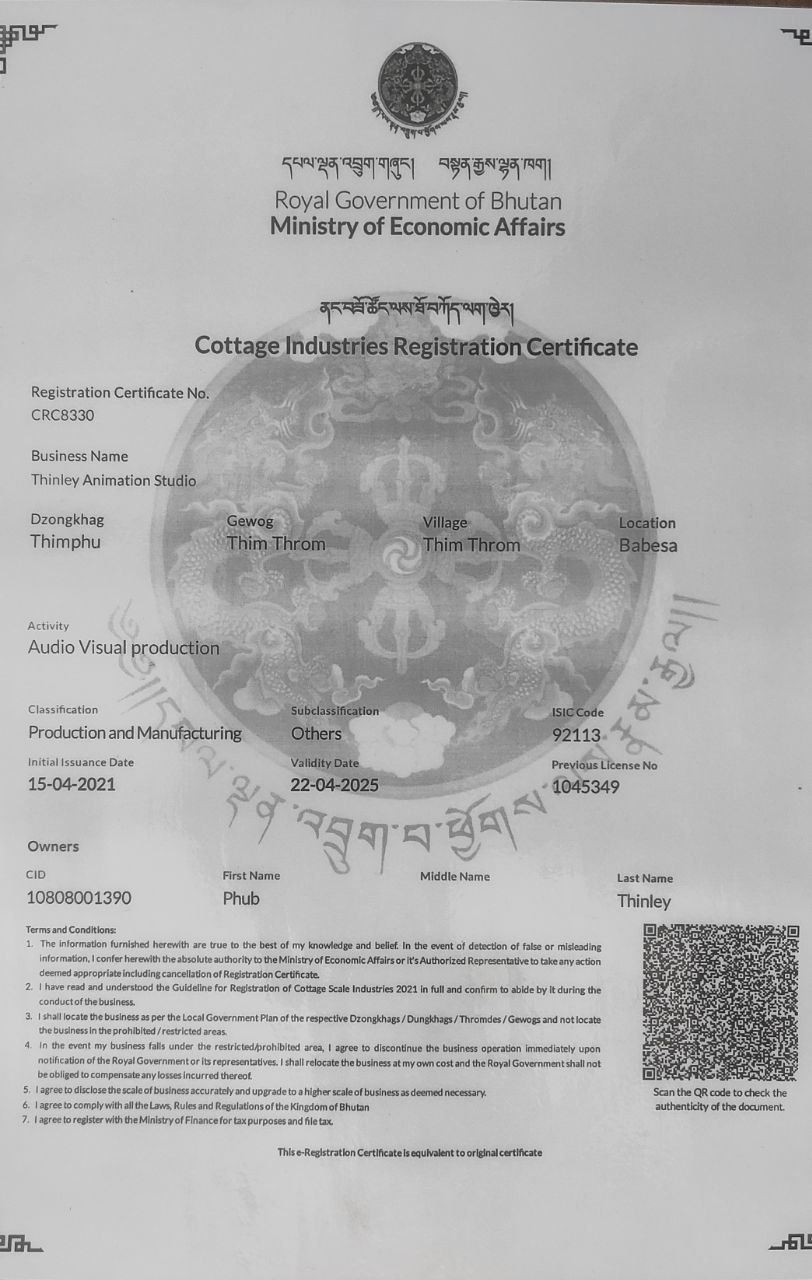 དཔལ་ལྡན་འབྲུག་གཞུང་། བསྟན་རྒྱས་ལྷན་ཁག།
Royal Government of Bhutan
Ministry of Economic Affairs
Cottage Industries Registration Certificate
Registration Certificate No.
CRC8330
Business Name
Thinley Animation Studio
Dzongkhag Gewog Village Location
Thimphu Thim Throm Thim Throm Babesa
Activity
Audio Visual production
Classification Subclassification ISIC Code
Production and Manufacturing Others 92113
Initial Issuance Date Validity Date Previous License No
15-04-2021 22-04-2025 1045349
Owners
CID First Name Middle Name Last Name
10808001390 Phub Thinley
Terms and Conditions:
1. The information furnished herewith are true to the best of my knowledge and belief. In the event of detection of false or misleading
information, I confer herewith the absolute authority to the Ministry of Economic Affairs or it's Authorized Representative to take any action
deemed appropriate including cancellation of Registration Certificate.
2. I have read and understood the Guideline for Registration of Cottage Scale Industries 2021 in full and confirm to abide by it during the
conduct of the business.
3. I shall locate the business as per the Local Government Plan of the respective Dzongkhags / Dungkhags / Thromdes / Gewogs and not locate
the business in the prohibited / restricted areas.
4. In the event my business falls under the restricted/prohibited area, I agree to discontinue the business operation immediately upon
notification of the Royal Government or its representatives. I shall relocate the business at my own cost and the Royal Government shall not
be obliged to compensate any losses incurred thereof.
5. I agree to disclose the scale of business accurately and upgrade to a higher scale of business as deemed necessary.
6. I agree to comply with all the Laws, Rules and Regulations of the Kingdom of Bhutan
7. I agree to register with the Ministry of Finance for tax purposes and file tax.
Scan the QR code to check the
authenticity of the document.
This e-Registration Certificate is equivalent to original certificate